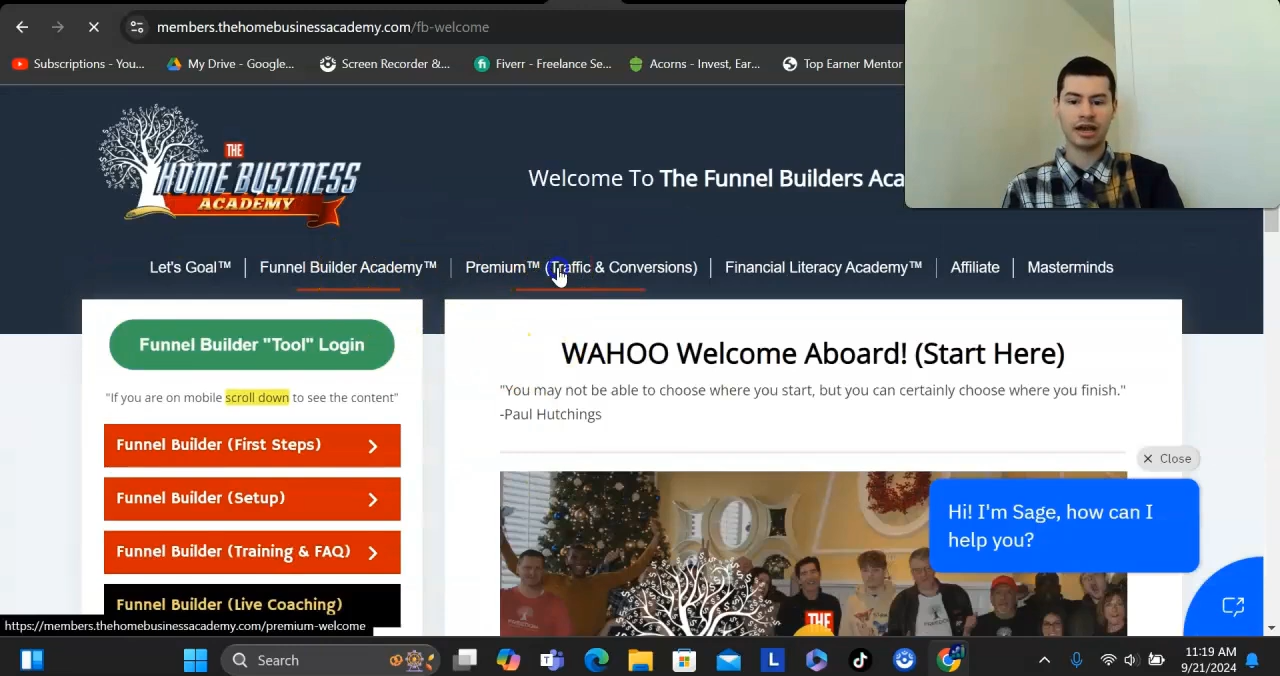 members.thehomebusinessacademy.com/fb-welcome
Subscriptions - You...
My Drive - Google...
Screen Recorder &...
Fiverr - Freelance Se...
Acorns - Invest, Ear...
Top Earner Mentor
THE
HOME BUSINESS
ACADEMY
Welcome To The Funnel Builders Aca
Let's Goal™
Funnel Builder Academy™
Premium™ (Traffic & Conversions)
Financial Literacy Academy™
Affiliate
Masterminds
Funnel Builder "Tool" Login
"If you are on mobile scroll down to see the content"
Funnel Builder (First Steps)
Funnel Builder (Setup)
Funnel Builder (Training & FAQ)
Funnel Builder (Live Coaching)
WAHOO Welcome Aboard! (Start Here)
"You may not be able to choose where you start, but you can certainly choose where you finish."
-Paul Hutchings
THE
Close
Hi! I'm Sage, how can I
help you?
https://members.thehomebusinessacademy.com/premium-welcome
Search
11:19 AM
9/21/2024